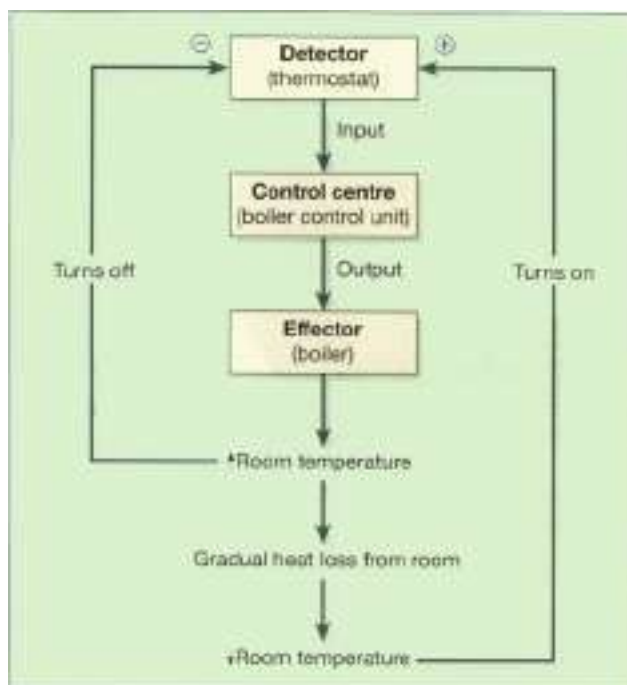 ⊖
⊕
Detector
(thermostat)
Input
Control centre
(boiler control unit)
Turns off
Output
Turns on
Effector
(boiler)
↑Room temperature
Gradual heat loss from room
↓Room temperature